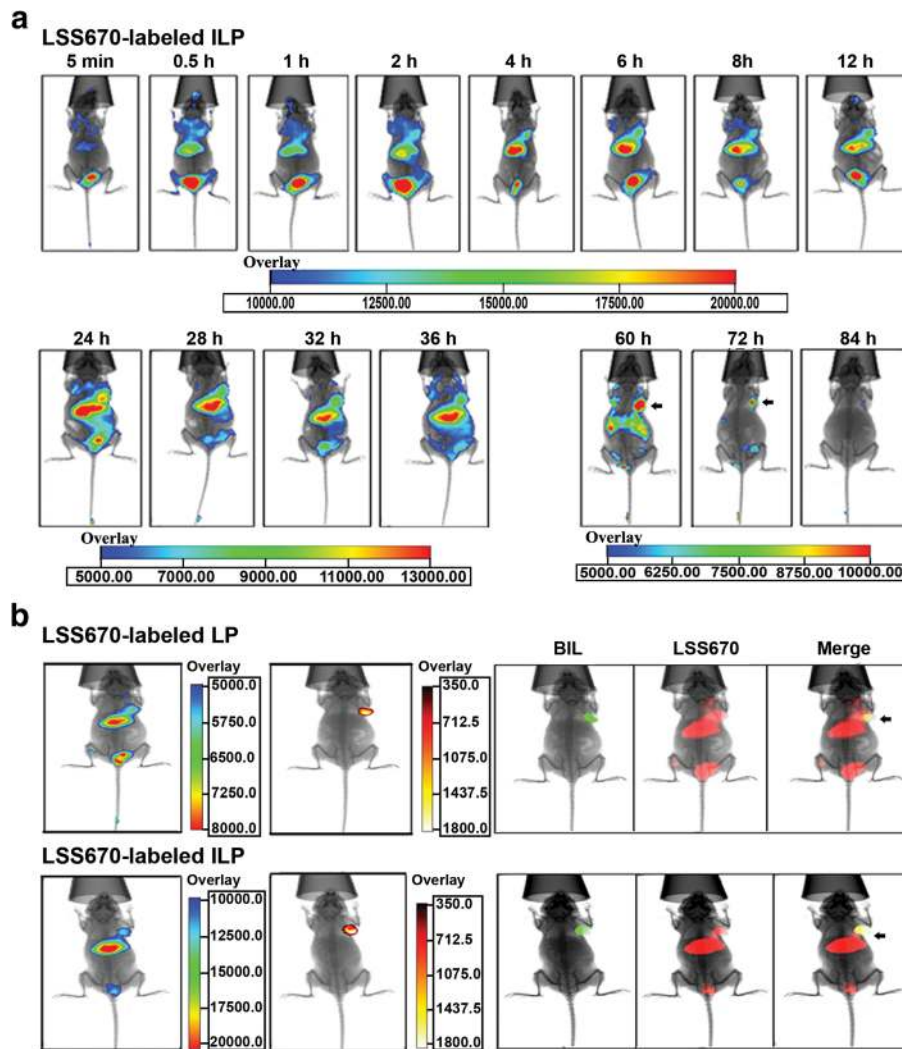 a
LSS670-labeled ILP
5 min 0.5 h 1 h 2 h 4 h 6 h 8h 12 h
Overlay
10000.00 12500.00 15000.00 17500.00 20000.00
24 h 28 h 32 h 36 h 60 h 72 h 84 h
Overlay
5000.00 7000.00 9000.00 11000.00 13000.00
Overlay
5000.00 6250.00 7500.00 8750.00 10000.00
b
LSS670-labeled LP
BIL LSS670 Merge
Overlay
5000.0
5750.0
6500.0
7250.0
8000.0
Overlay
350.0
712.5
1075.0
1437.5
1800.0
LSS670-labeled ILP
Overlay
10000.0
12500.0
15000.0
17500.0
20000.0
Overlay
350.0
712.5
1075.0
1437.5
1800.0